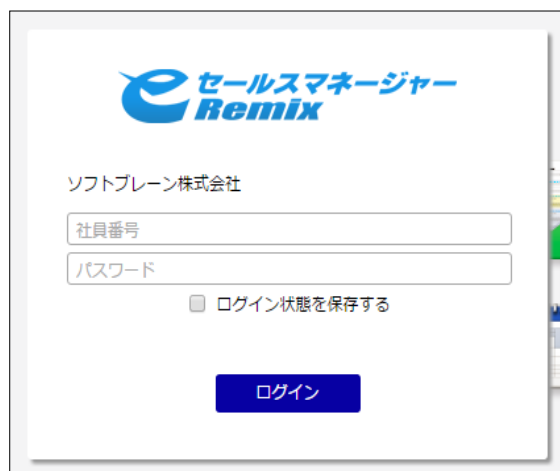 eセールスマネージャー
Remix
ソフトブレーン株式会社
社員番号
パスワード
ログイン状態を保存する
ログイン